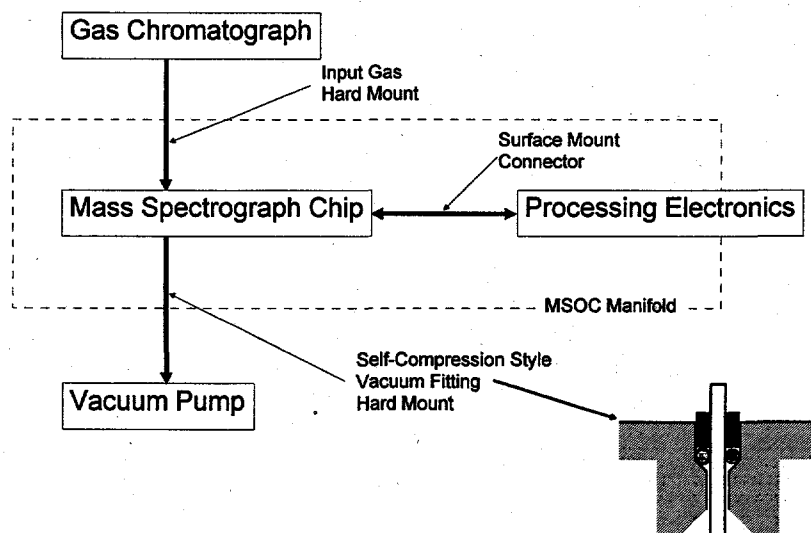 Gas Chromatograph
Input Gas
Hard Mount
Surface Mount
Connector
Mass Spectrograph Chip
Processing Electronics
MSOC Manifold
Self-Compression Style
Vacuum Fitting
Hard Mount
Vacuum Pump